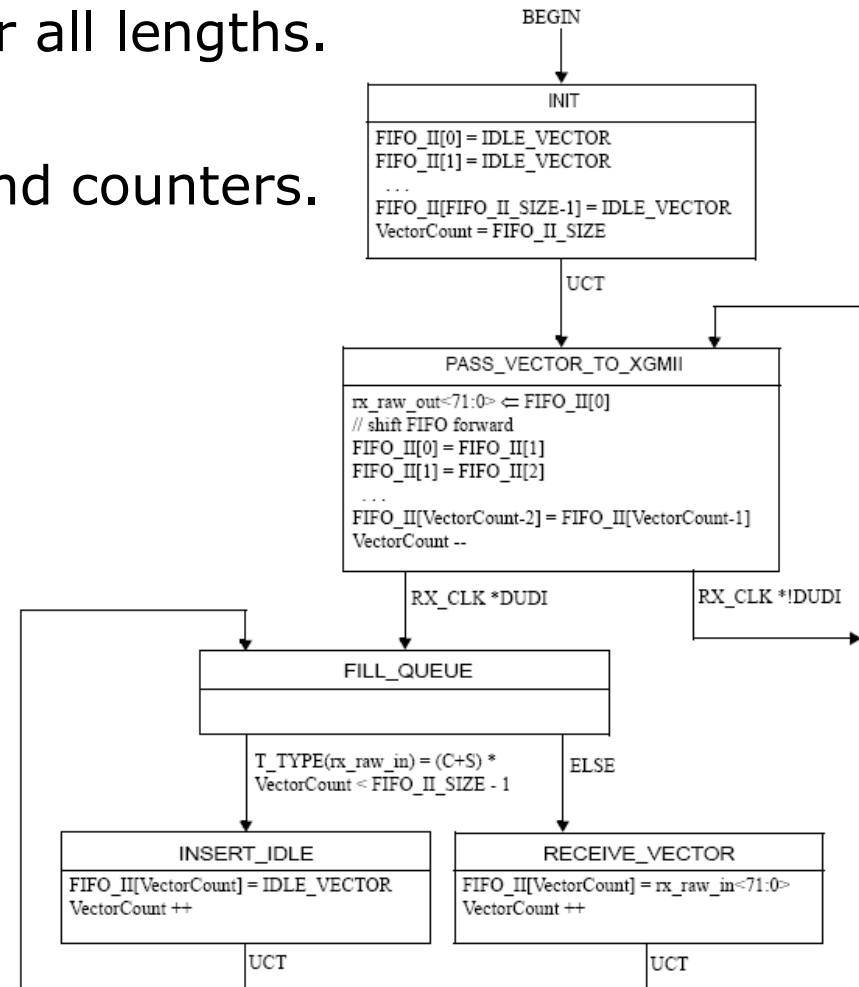 r all lengths.
nd counters.
BEGIN
INIT
FIFO_II[0] = IDLE_VECTOR
FIFO_II[1] = IDLE_VECTOR
. . .
FIFO_II[FIFO_II_SIZE-1] = IDLE_VECTOR
VectorCount = FIFO_II_SIZE
UCT
PASS_VECTOR_TO_XGMII
rx_raw_out<71:0> ⇐ FIFO_II[0]
// shift FIFO forward
FIFO_II[0] = FIFO_II[1]
FIFO_II[1] = FIFO_II[2]
. . .
FIFO_II[VectorCount-2] = FIFO_II[VectorCount-1]
VectorCount --
RX_CLK *DUDI
RX_CLK *!DUDI
FILL_QUEUE
T_TYPE(rx_raw_in) = (C+S) *
VectorCount < FIFO_II_SIZE - 1
ELSE
INSERT_IDLE
FIFO_II[VectorCount] = IDLE_VECTOR
VectorCount ++
UCT
RECEIVE_VECTOR
FIFO_II[VectorCount] = rx_raw_in<71:0>
VectorCount ++
UCT